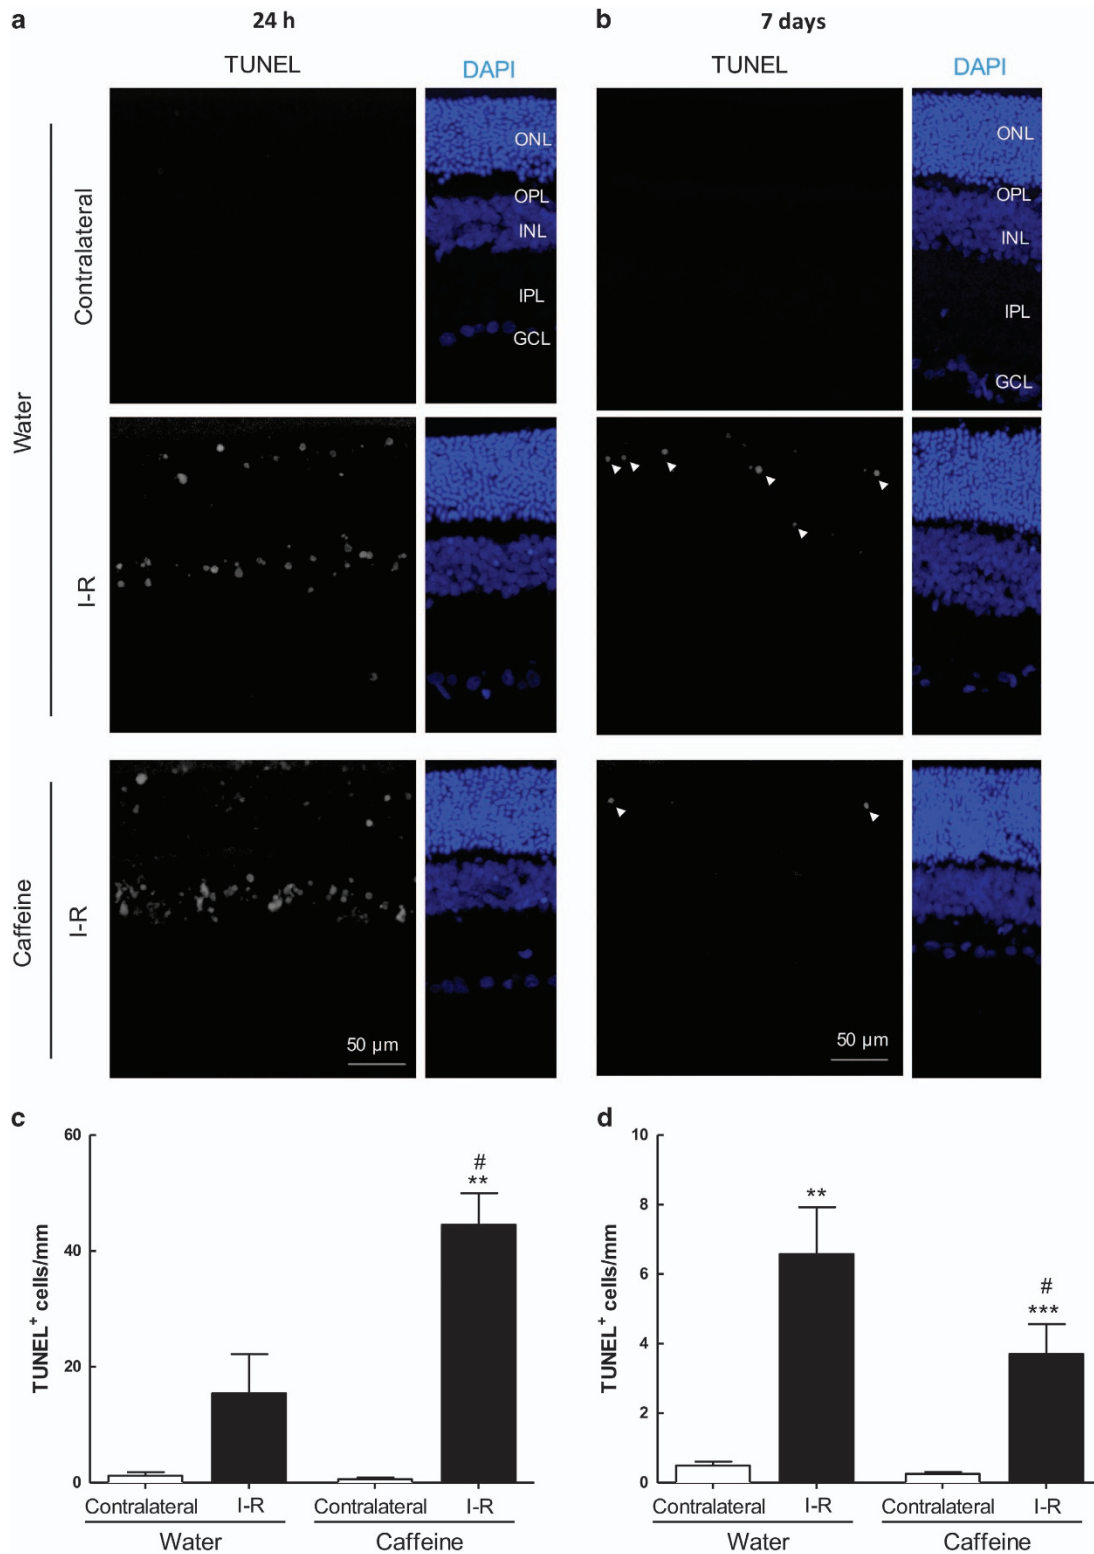 a
24 h
b
7 days
TUNEL
DAPI
TUNEL
DAPI
Water
Contralateral
ONL
OPL
INL
IPL
GCL
ONL
OPL
INL
IPL
GCL
I-R
Caffeine
I-R
50 µm
50 µm
c
TUNEL+ cells/mm
60
40
20
0
#
**
Contralateral I-R Contralateral I-R
Water Caffeine
d
TUNEL+ cells/mm
10
8
6
4
2
0
**
#
***
Contralateral I-R Contralateral I-R
Water Caffeine